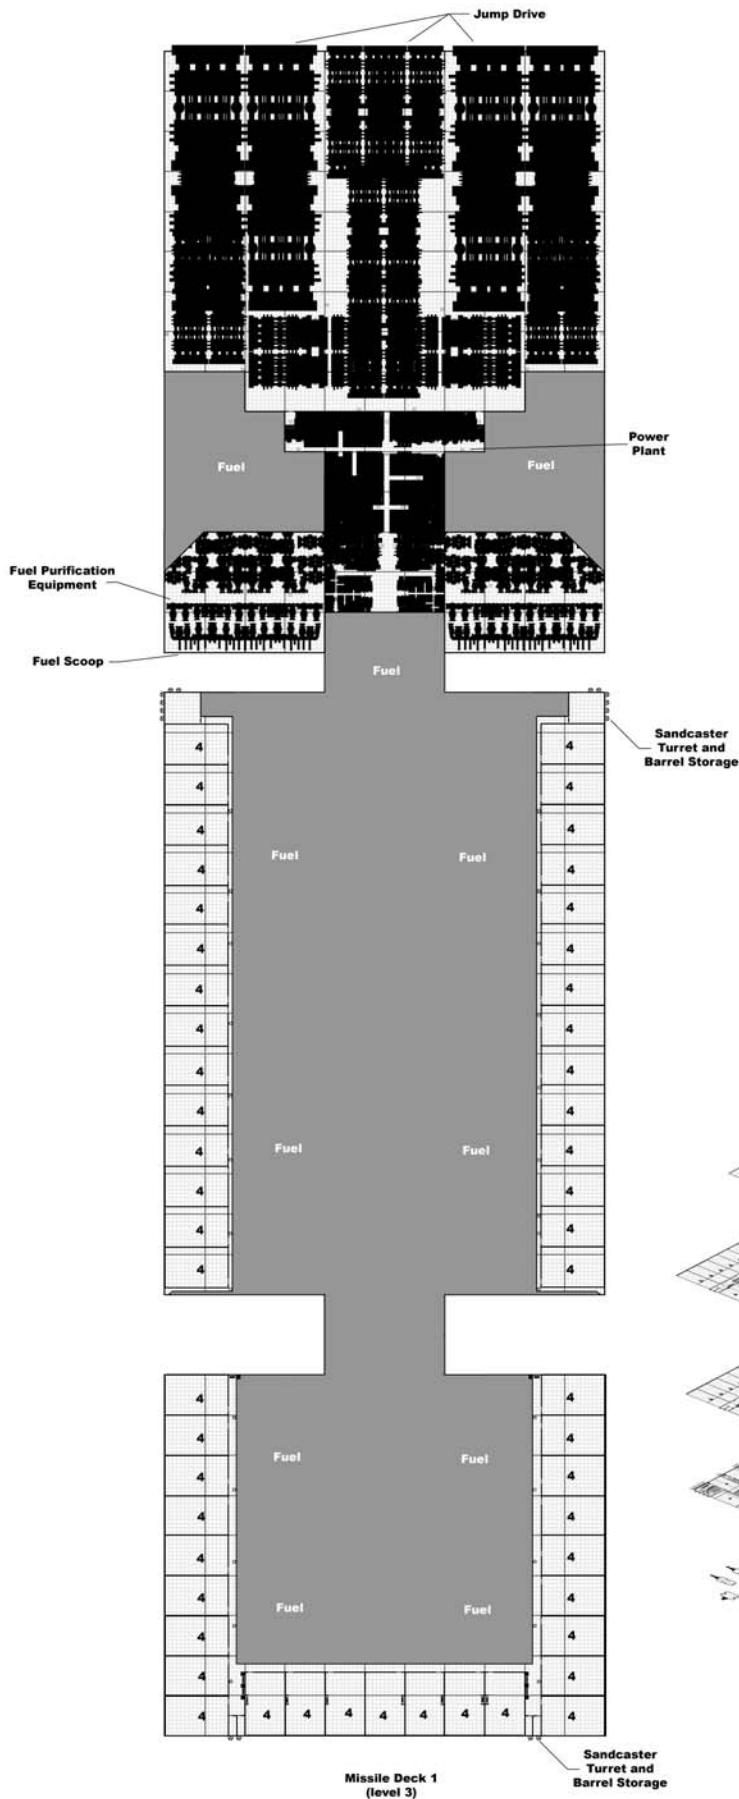 Jump Drive
Power
Plant
Fuel
Fuel
Fuel Purification
Equipment
Fuel Scoop
Fuel
Sandcaster
Turret and
Barrel Storage
4 4
4 4
4 4
Fuel Fuel
4 4
4 4
4 4
4 4
4 4
4 4
4 4
4 Fuel Fuel 4
4 4
4 4
4 4
4 4
4 4
Fuel Fuel
4 4
4 4
4 4
4 4
Fuel Fuel
4 4
4 4
4 4 4 4 4 4 4 4 4
Sandcaster
Turret and
Barrel Storage
Missile Deck 1
(level 3)